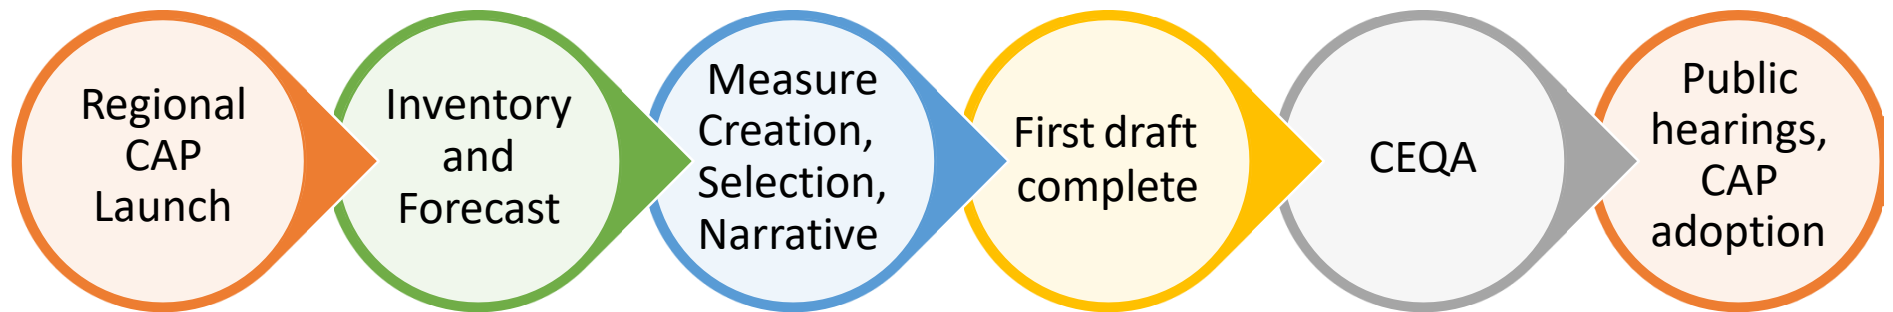 Regional
CAP
Launch
Inventory
and
Forecast
Measure
Creation,
Selection,
Narrative
First draft
complete
CEQA
Public
hearings,
CAP
adoption